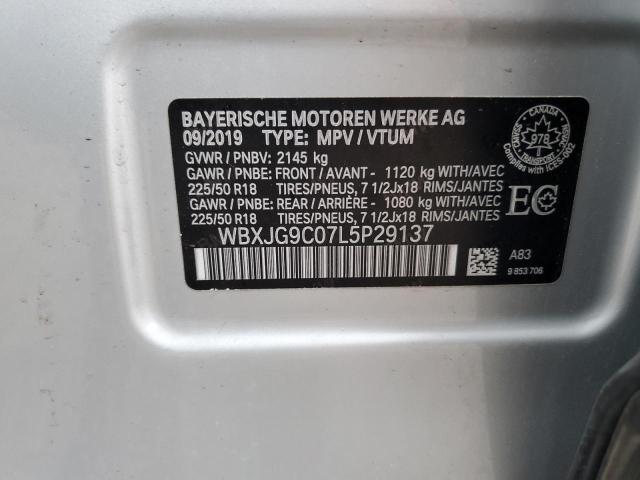 BAYERISCHE MOTOREN WERKE AG
09/2019 TYPE: MPV / VTUM
GVWR / PNBV: 2145 kg
GAWR / PNBE: FRONT / AVANT - 1120 kg WITH/AVEC
225/50 R18 TIRES/PNEUS, 7 1/2Jx18 RIMS/JANTES
GAWR / PNBE: REAR / ARRIÈRE - 1080 kg WITH/AVEC
225/50 R18 TIRES/PNEUS, 7 1/2Jx18 RIMS/JANTES
WBXJG9C07L5P29137
CANADA
978
TRANSPORT
Complies with ICES-002
EC
A83
9 853 706